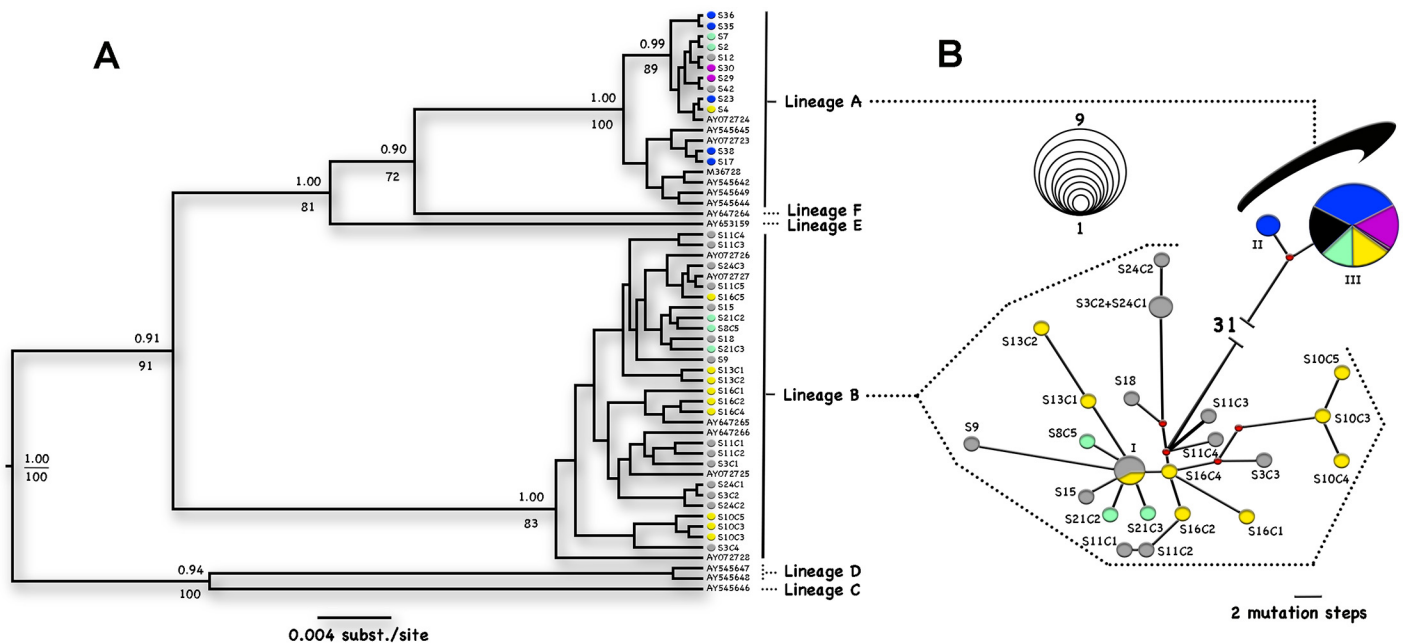 A
B
0.99
89
1.00
100
0.90
72
1.00
81
0.91
91
1.00
100
1.00
83
0.94
100
S36
S35
S7
S2
S12
S30
S29
S42
S23
S4
AY072724
AY545645
AY072723
S38
S17
M36728
AY545642
AY545649
AY545644
AY647264
AY653159
S11C4
S11C3
AY072726
S24C3
AY072727
S11C5
S16C5
S15
S21C2
S8C5
S18
S21C3
S9
S13C1
S13C2
S16C1
S16C2
S16C4
AY647265
AY647266
S11C1
S11C2
S3C1
AY072725
S24C1
S3C2
S24C2
S10C5
S10C3
S10C3
S3C4
AY072728
AY545647
AY545648
AY545646
Lineage A
Lineage F
Lineage E
Lineage B
Lineage D
Lineage C
0.004 subst./site
9
1
II
III
31
S24C2
S3C2+S24C1
S13C2
S13C1
S18
S11C3
S10C5
S10C3
S10C4
S9
S8C5
I
S11C4
S16C4
S3C3
S15
S21C2
S21C3
S16C2
S16C1
S11C1
S11C2
2 mutation steps